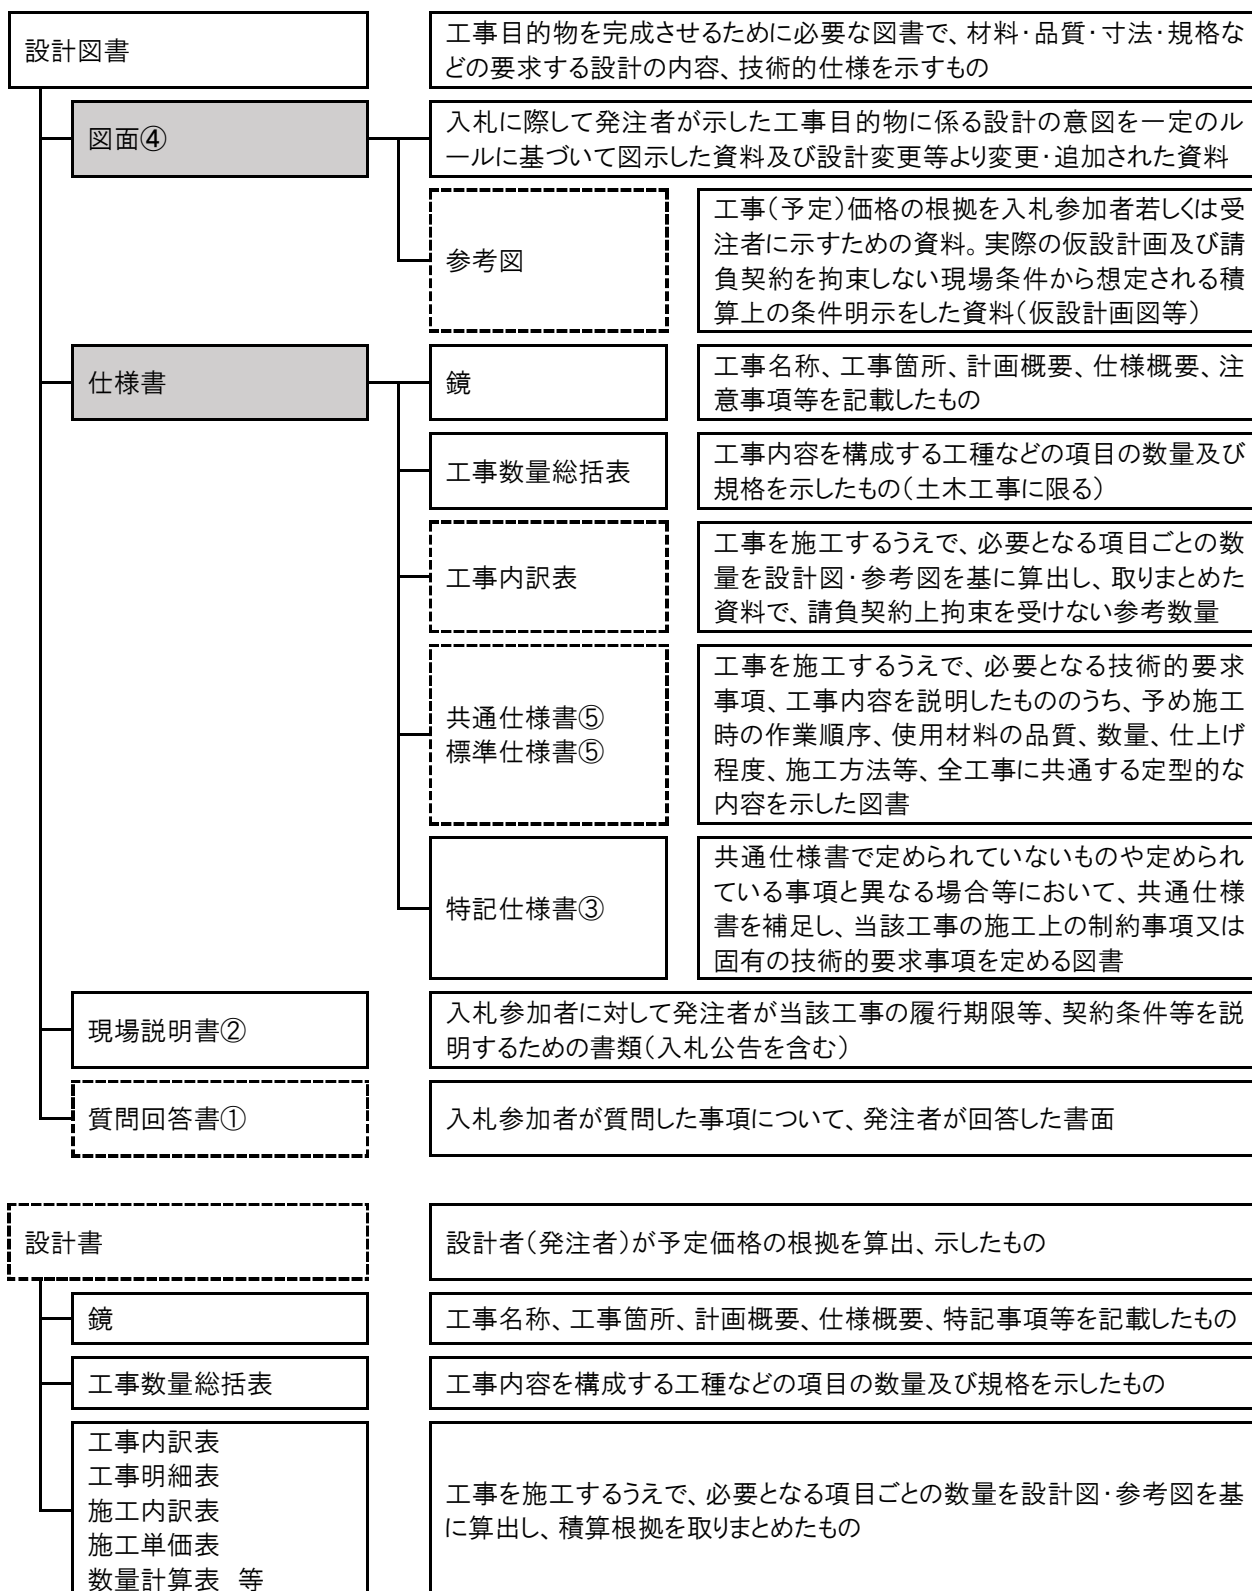 設計図書
工事目的物を完成させるために必要な図書で、材料･品質･寸法･規格な
どの要求する設計の内容、技術的仕様を示すもの
図面④
入札に際して発注者が示した工事目的物に係る設計の意図を一定のル
ールに基づいて図示した資料及び設計変更等より変更･追加された資料
参考図
工事（予定）価格の根拠を入札参加者若しくは受
注者に示すための資料。実際の仮設計画及び請
負契約を拘束しない現場条件から想定される積
算上の条件明示をした資料（仮設計画図等）
仕様書
鏡
工事名称、工事箇所、計画概要、仕様概要、注
意事項等を記載したもの
工事数量総括表
工事内容を構成する工種などの項目の数量及び
規格を示したもの（土木工事に限る）
工事内訳表
工事を施工するうえで、必要となる項目ごとの数
量を設計図･参考図を基に算出し、取りまとめた
資料で、請負契約上拘束を受けない参考数量
共通仕様書⑤
標準仕様書⑤
工事を施工するうえで、必要となる技術的要求
事項、工事内容を説明したもののうち、予め施工
時の作業順序、使用材料の品質、数量、仕上げ
程度、施工方法等、全工事に共通する定型的な
内容を示した図書
特記仕様書③
共通仕様書で定められていないものや定められ
ている事項と異なる場合等において、共通仕様
書を補足し、当該工事の施工上の制約事項又は
固有の技術的要求事項を定める図書
現場説明書②
入札参加者に対して発注者が当該工事の履行期限等、契約条件等を説
明するための書類（入札公告を含む）
質問回答書①
入札参加者が質問した事項について、発注者が回答した書面
設計書
設計者（発注者）が予定価格の根拠を算出、示したもの
鏡
工事名称、工事箇所、計画概要、仕様概要、特記事項等を記載したもの
工事数量総括表
工事内容を構成する工種などの項目の数量及び規格を示したもの
工事内訳表
工事明細表
施工内訳表
施工単価表
数量計算表　等
工事を施工するうえで、必要となる項目ごとの数量を設計図･参考図を基
に算出し、積算根拠を取りまとめたもの